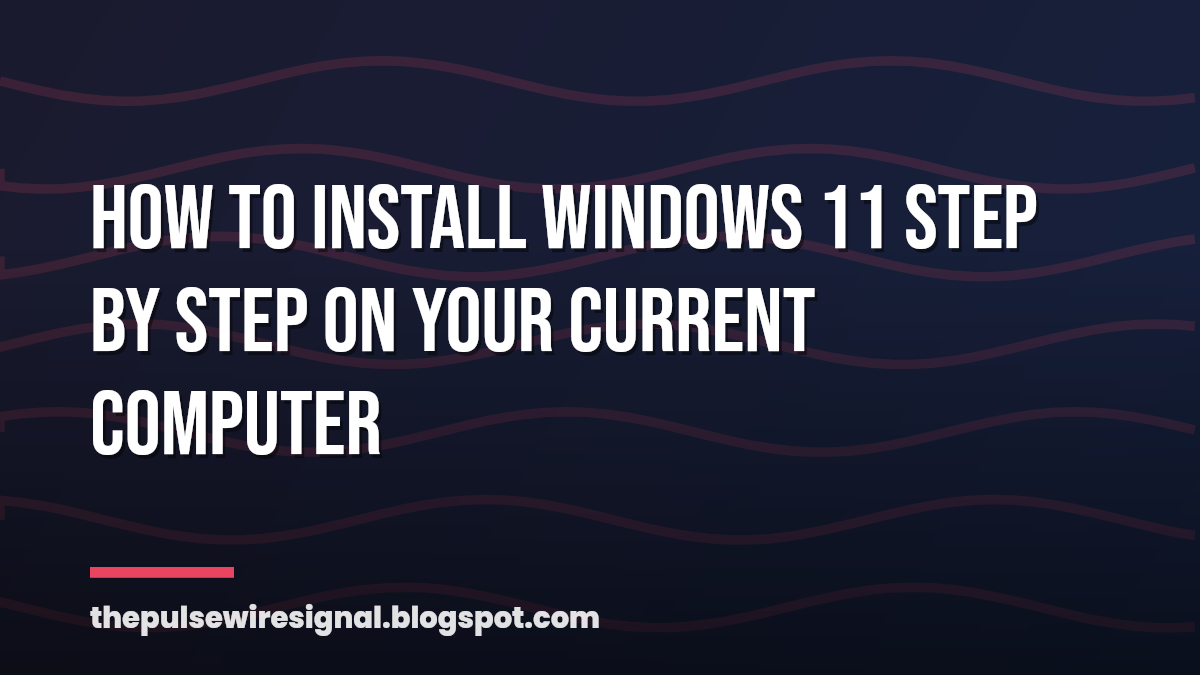 HOW TO INSTALL WINDOWS 11 STEP
BY STEP ON YOUR CURRENT
COMPUTER
thepulsewiresignal.blogspot.com